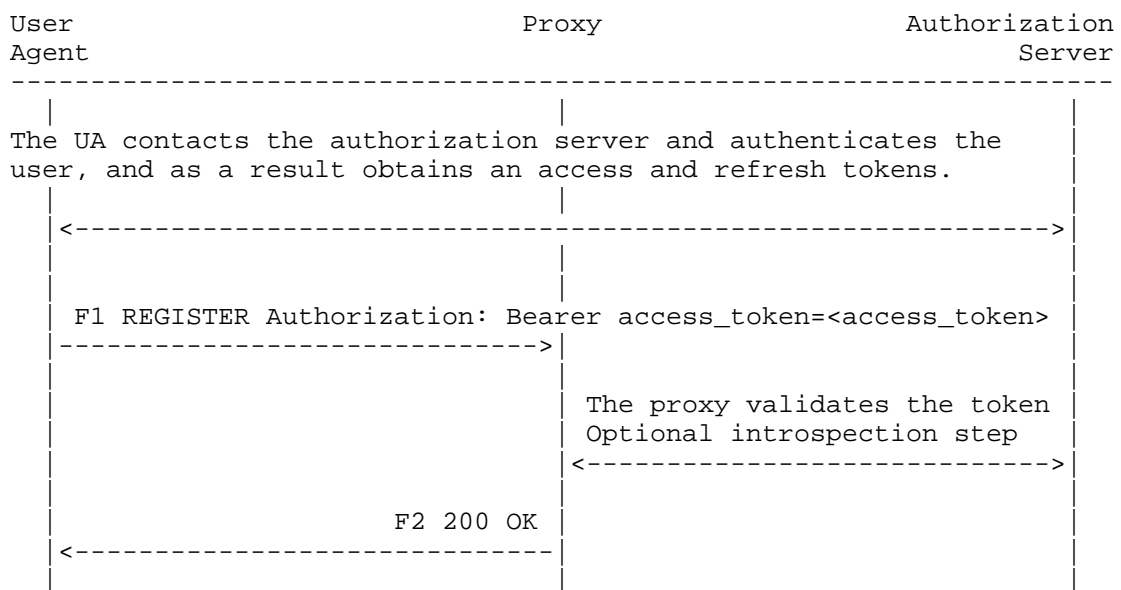 User Proxy Authorization
Agent Server
The UA contacts the authorization server and authenticates the
user, and as a result obtains an access and refresh tokens.
F1 REGISTER Authorization: Bearer access_token=<access_token>
The proxy validates the token
Optional introspection step
F2 200 OK